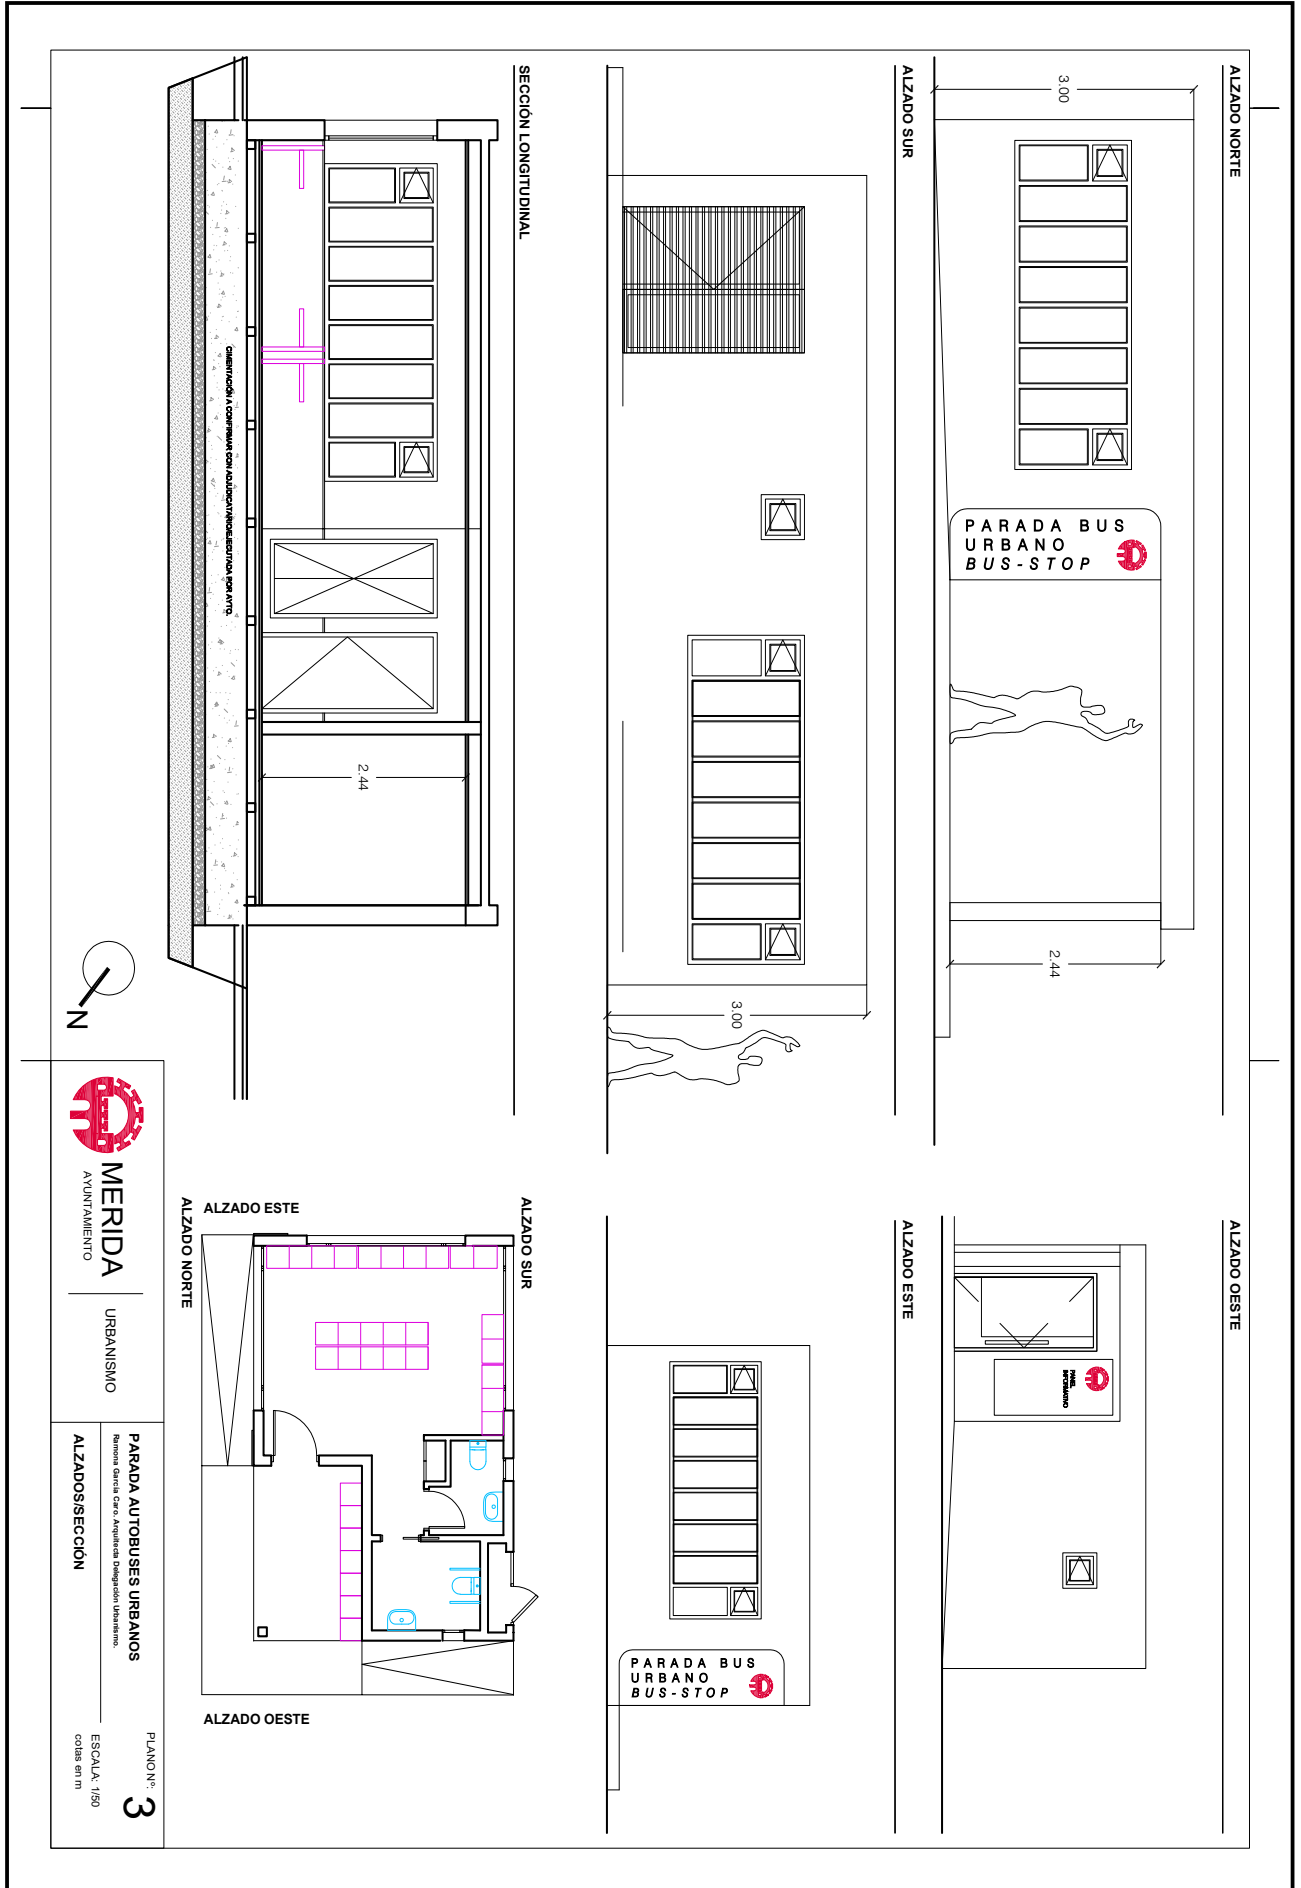 ALZADO NORTE
3.00
PARADA BUS
URBANO
BUS-STOP
2.44
ALZADO OESTE
PANEL
INFORMATIVO
ALZADO SUR
3.00
ALZADO ESTE
PARADA BUS
URBANO
BUS-STOP
SECCIÓN LONGITUDINAL
2.44
CIMENTACIÓN A CONFIRMAR CON ADJUDICATARIO/EJECUTADA POR AYTO.
N
ALZADO SUR
ALZADO ESTE
ALZADO NORTE
ALZADO OESTE
MERIDA
AYUNTAMIENTO
URBANISMO
PARADA AUTOBUSES URBANOS
Ramona García Caro. Arquitecta Delegación Urbanismo.
ALZADOS/SECCIÓN
PLANO Nº:
3
ESCALA: 1/50
cotas en m